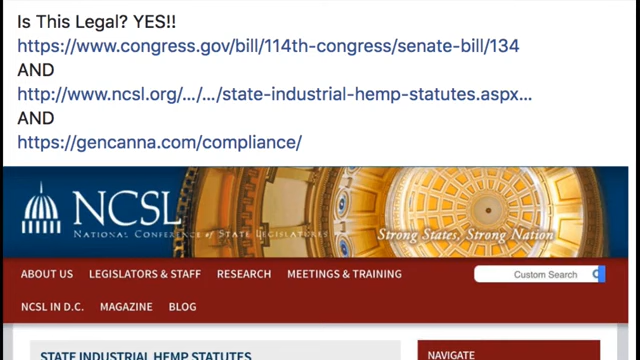 Is This Legal? YES!!
https://www.congress.gov/bill/114th-congress/senate-bill/134
AND
http://www.ncsl.org/.../.../state-industrial-hemp-statutes.aspx...
AND
https://gencanna.com/compliance/
NCSL
NATIONAL CONFERENCE of STATE LEGISLATURES
Strong States, Strong Nation
ABOUT US LEGISLATORS & STAFF RESEARCH MEETINGS & TRAINING Custom Search
NCSL IN D.C. MAGAZINE BLOG
STATE INDUSTRIAL HEMP STATUTES NAVIGATE